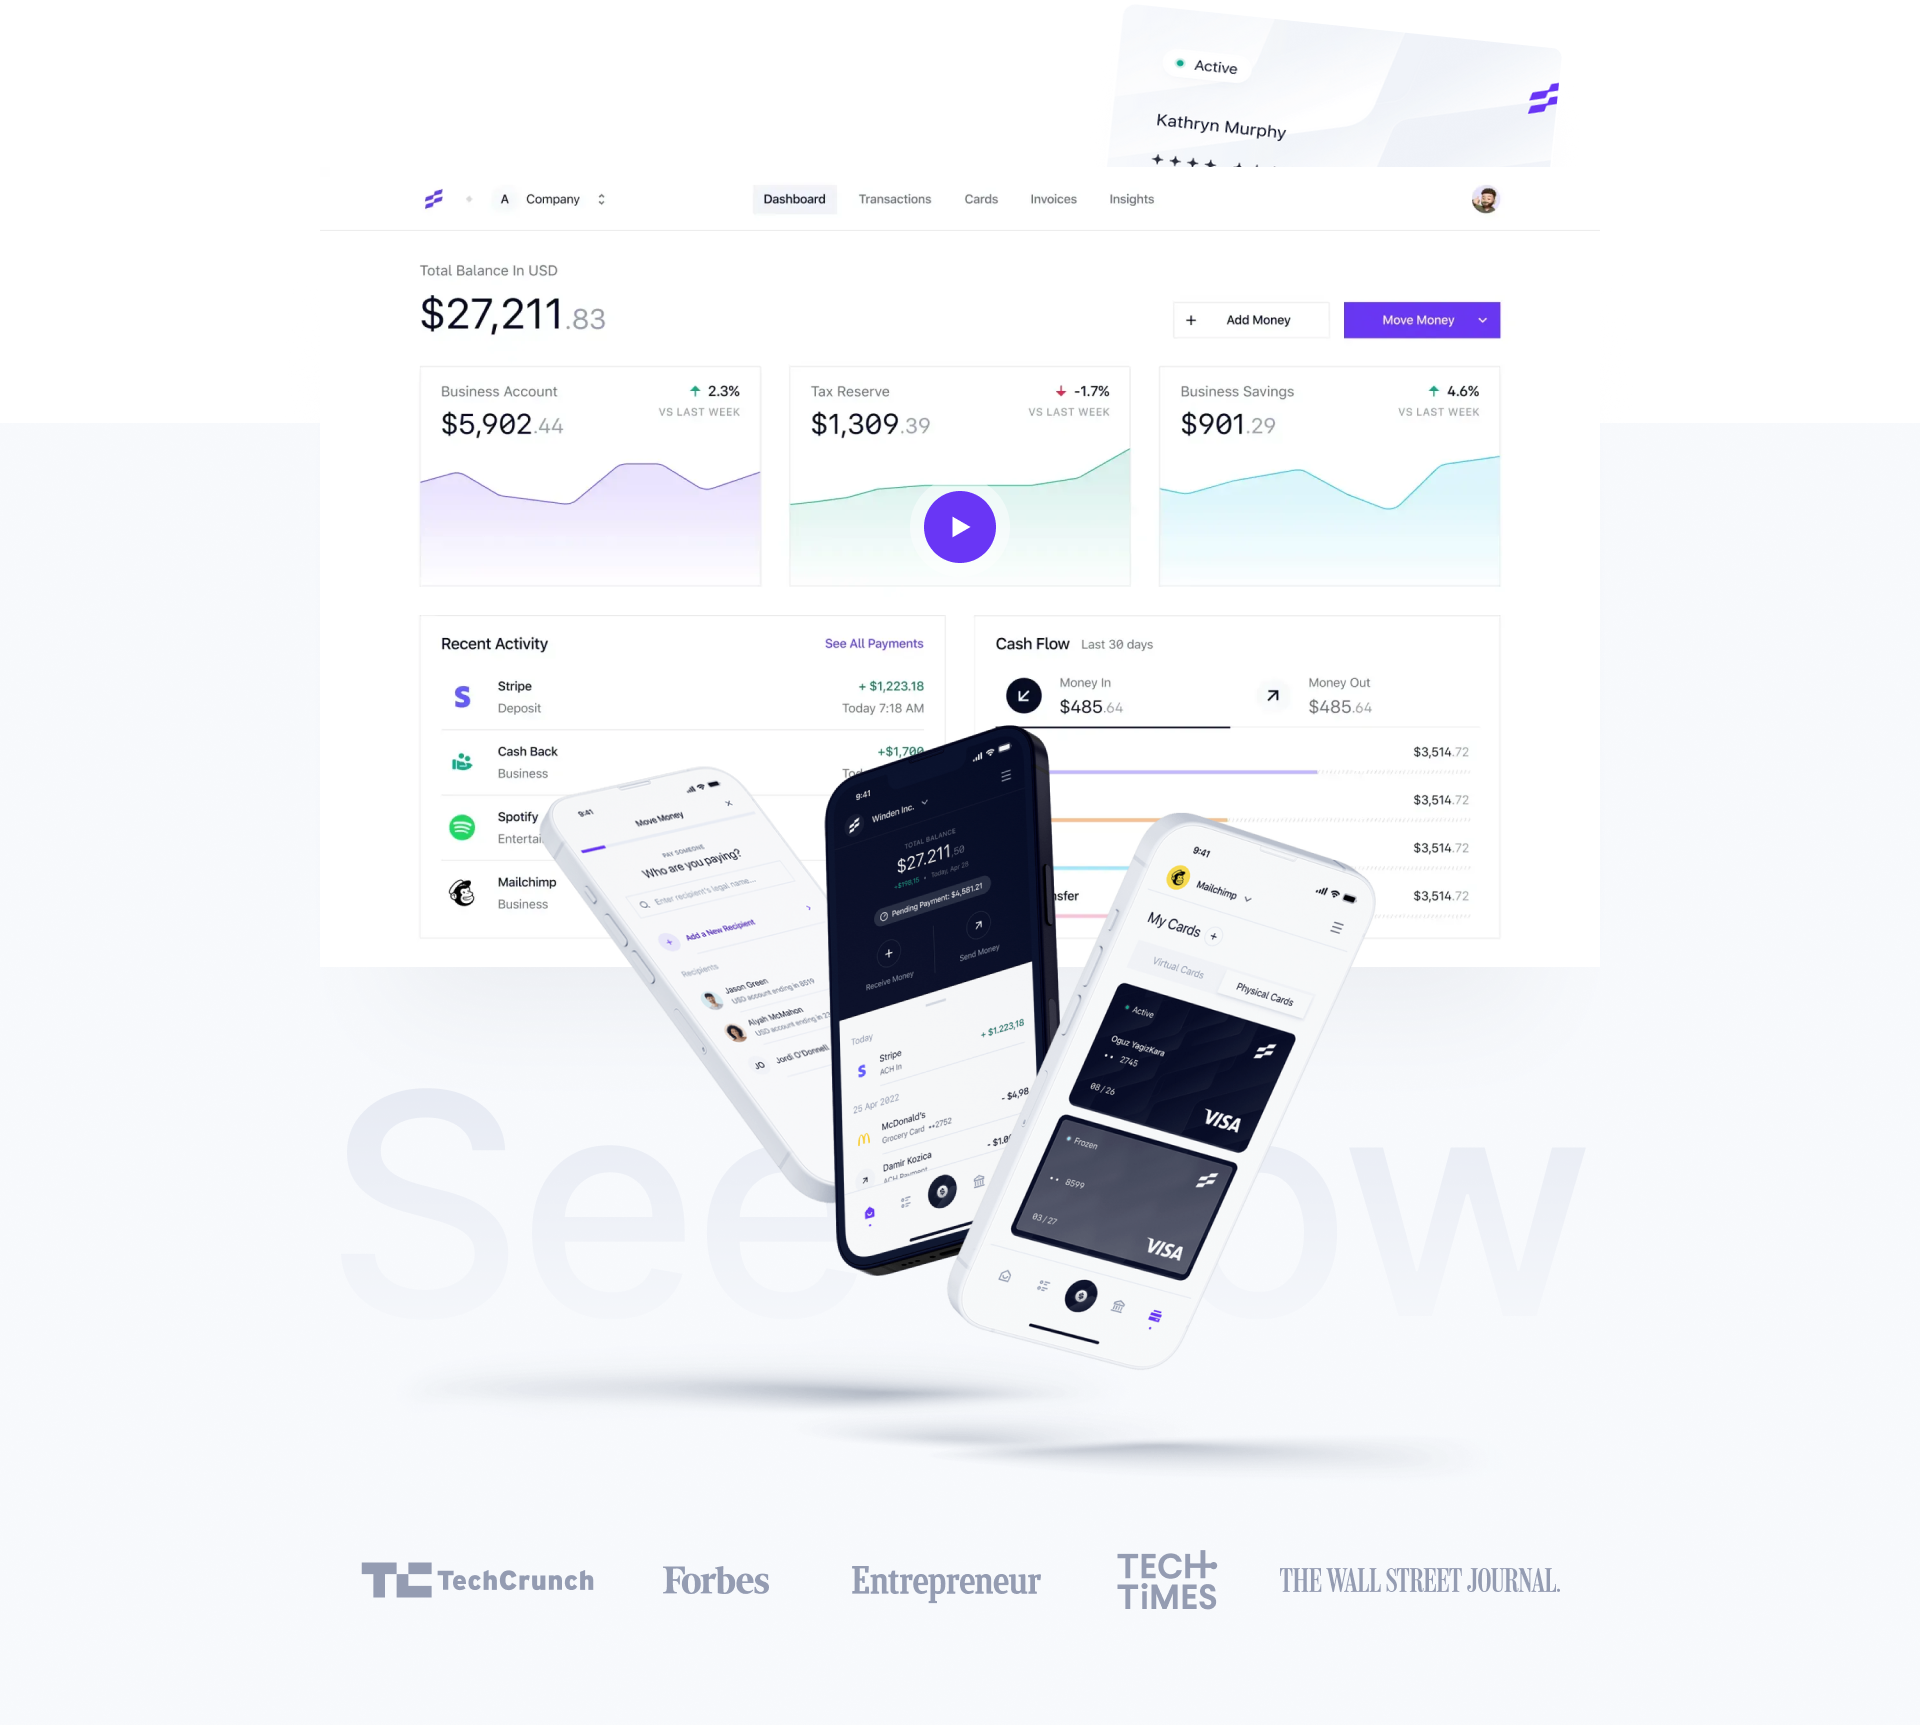 Active
Kathryn Murphy
A Company
Dashboard Transactions Cards Invoices Insights
Total Balance In USD
$27,211.83
+ Add Money
Move Money
Business Account
2.3%
VS LAST WEEK
$5,902.44
Tax Reserve
-1.7%
VS LAST WEEK
$1,309.39
Business Savings
4.6%
VS LAST WEEK
$901.29
Recent Activity
See All Payments
Stripe
+ $1,223.18
Deposit
Today 7:18 AM
Cash Back
+$1,700
Business
Spotify
Mailchimp
Business
Cash Flow Last 30 days
Money In
$485.64
Money Out
$485.64
$3,514.72
$3,514.72
$3,514.72
$3,514.72
9:41
Move Money
PAY SOMEONE
Who are you paying?
Enter recipient's legal name...
+ Add a New Recipient
Recipients
Jason Green
USD account ending in 8519
Alyah McMahon
USD account ending in
JO Jordi O'Donnell
9:41
Winden Inc.
TOTAL BALANCE
$27.211.50
Today, Apr 28
Pending Payment: $4,581.21
Receive Money
Send Money
Today
Stripe
+ $1.223,18
ACH In
25 Apr 2022
McDonald's
- $4,98
Grocery Card ••2752
Damir Kozica
ACH Payment
9:41
Mailchimp
My Cards +
Virtual Cards
Physical Cards
Active
Oguz YagizKara
•• 2745
08/26
VISA
Frozen
•• 8599
03/27
VISA
See
ow
TC TechCrunch
Forbes
Entrepreneur
TECH
TiMES
THE WALL STREET JOURNAL.